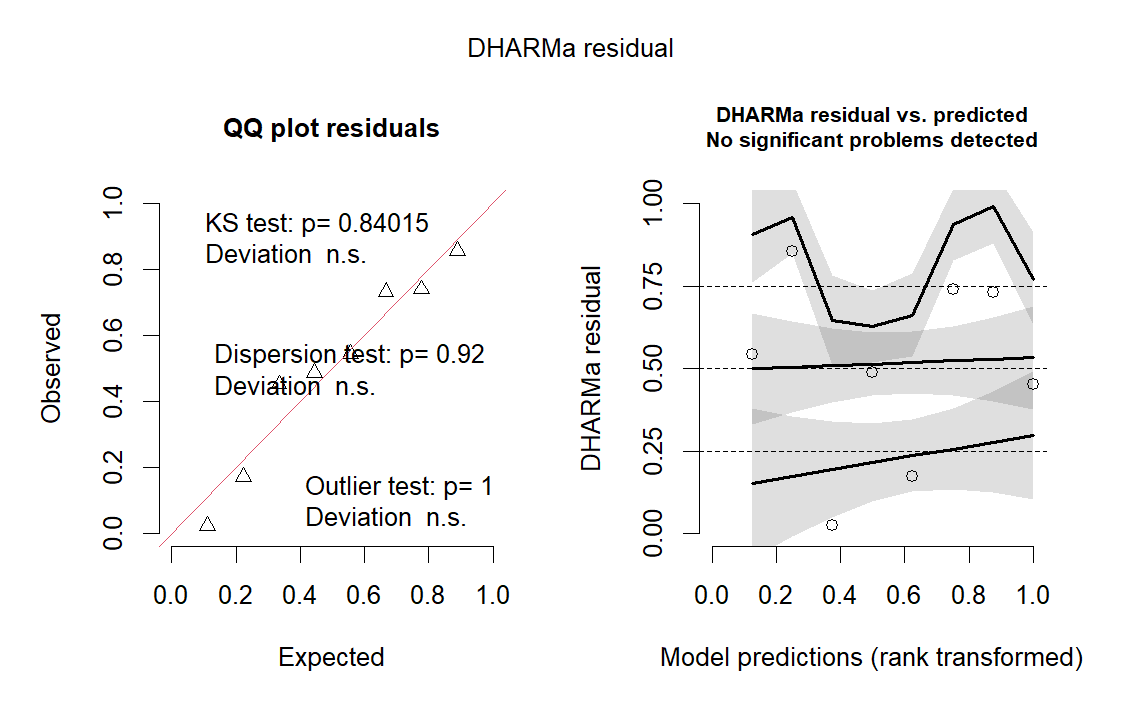 DHARMa residual
QQ plot residuals
KS test: p= 0.84015
Deviation  n.s.
Dispersion test: p= 0.92
Deviation  n.s.
Outlier test: p= 1
Deviation  n.s.
Observed
0.0 0.2 0.4 0.6 0.8 1.0
0.0 0.2 0.4 0.6 0.8 1.0
Expected
DHARMa residual vs. predicted
No significant problems detected
DHARMa residual
0.00 0.25 0.50 0.75 1.00
0.0 0.2 0.4 0.6 0.8 1.0
Model predictions (rank transformed)